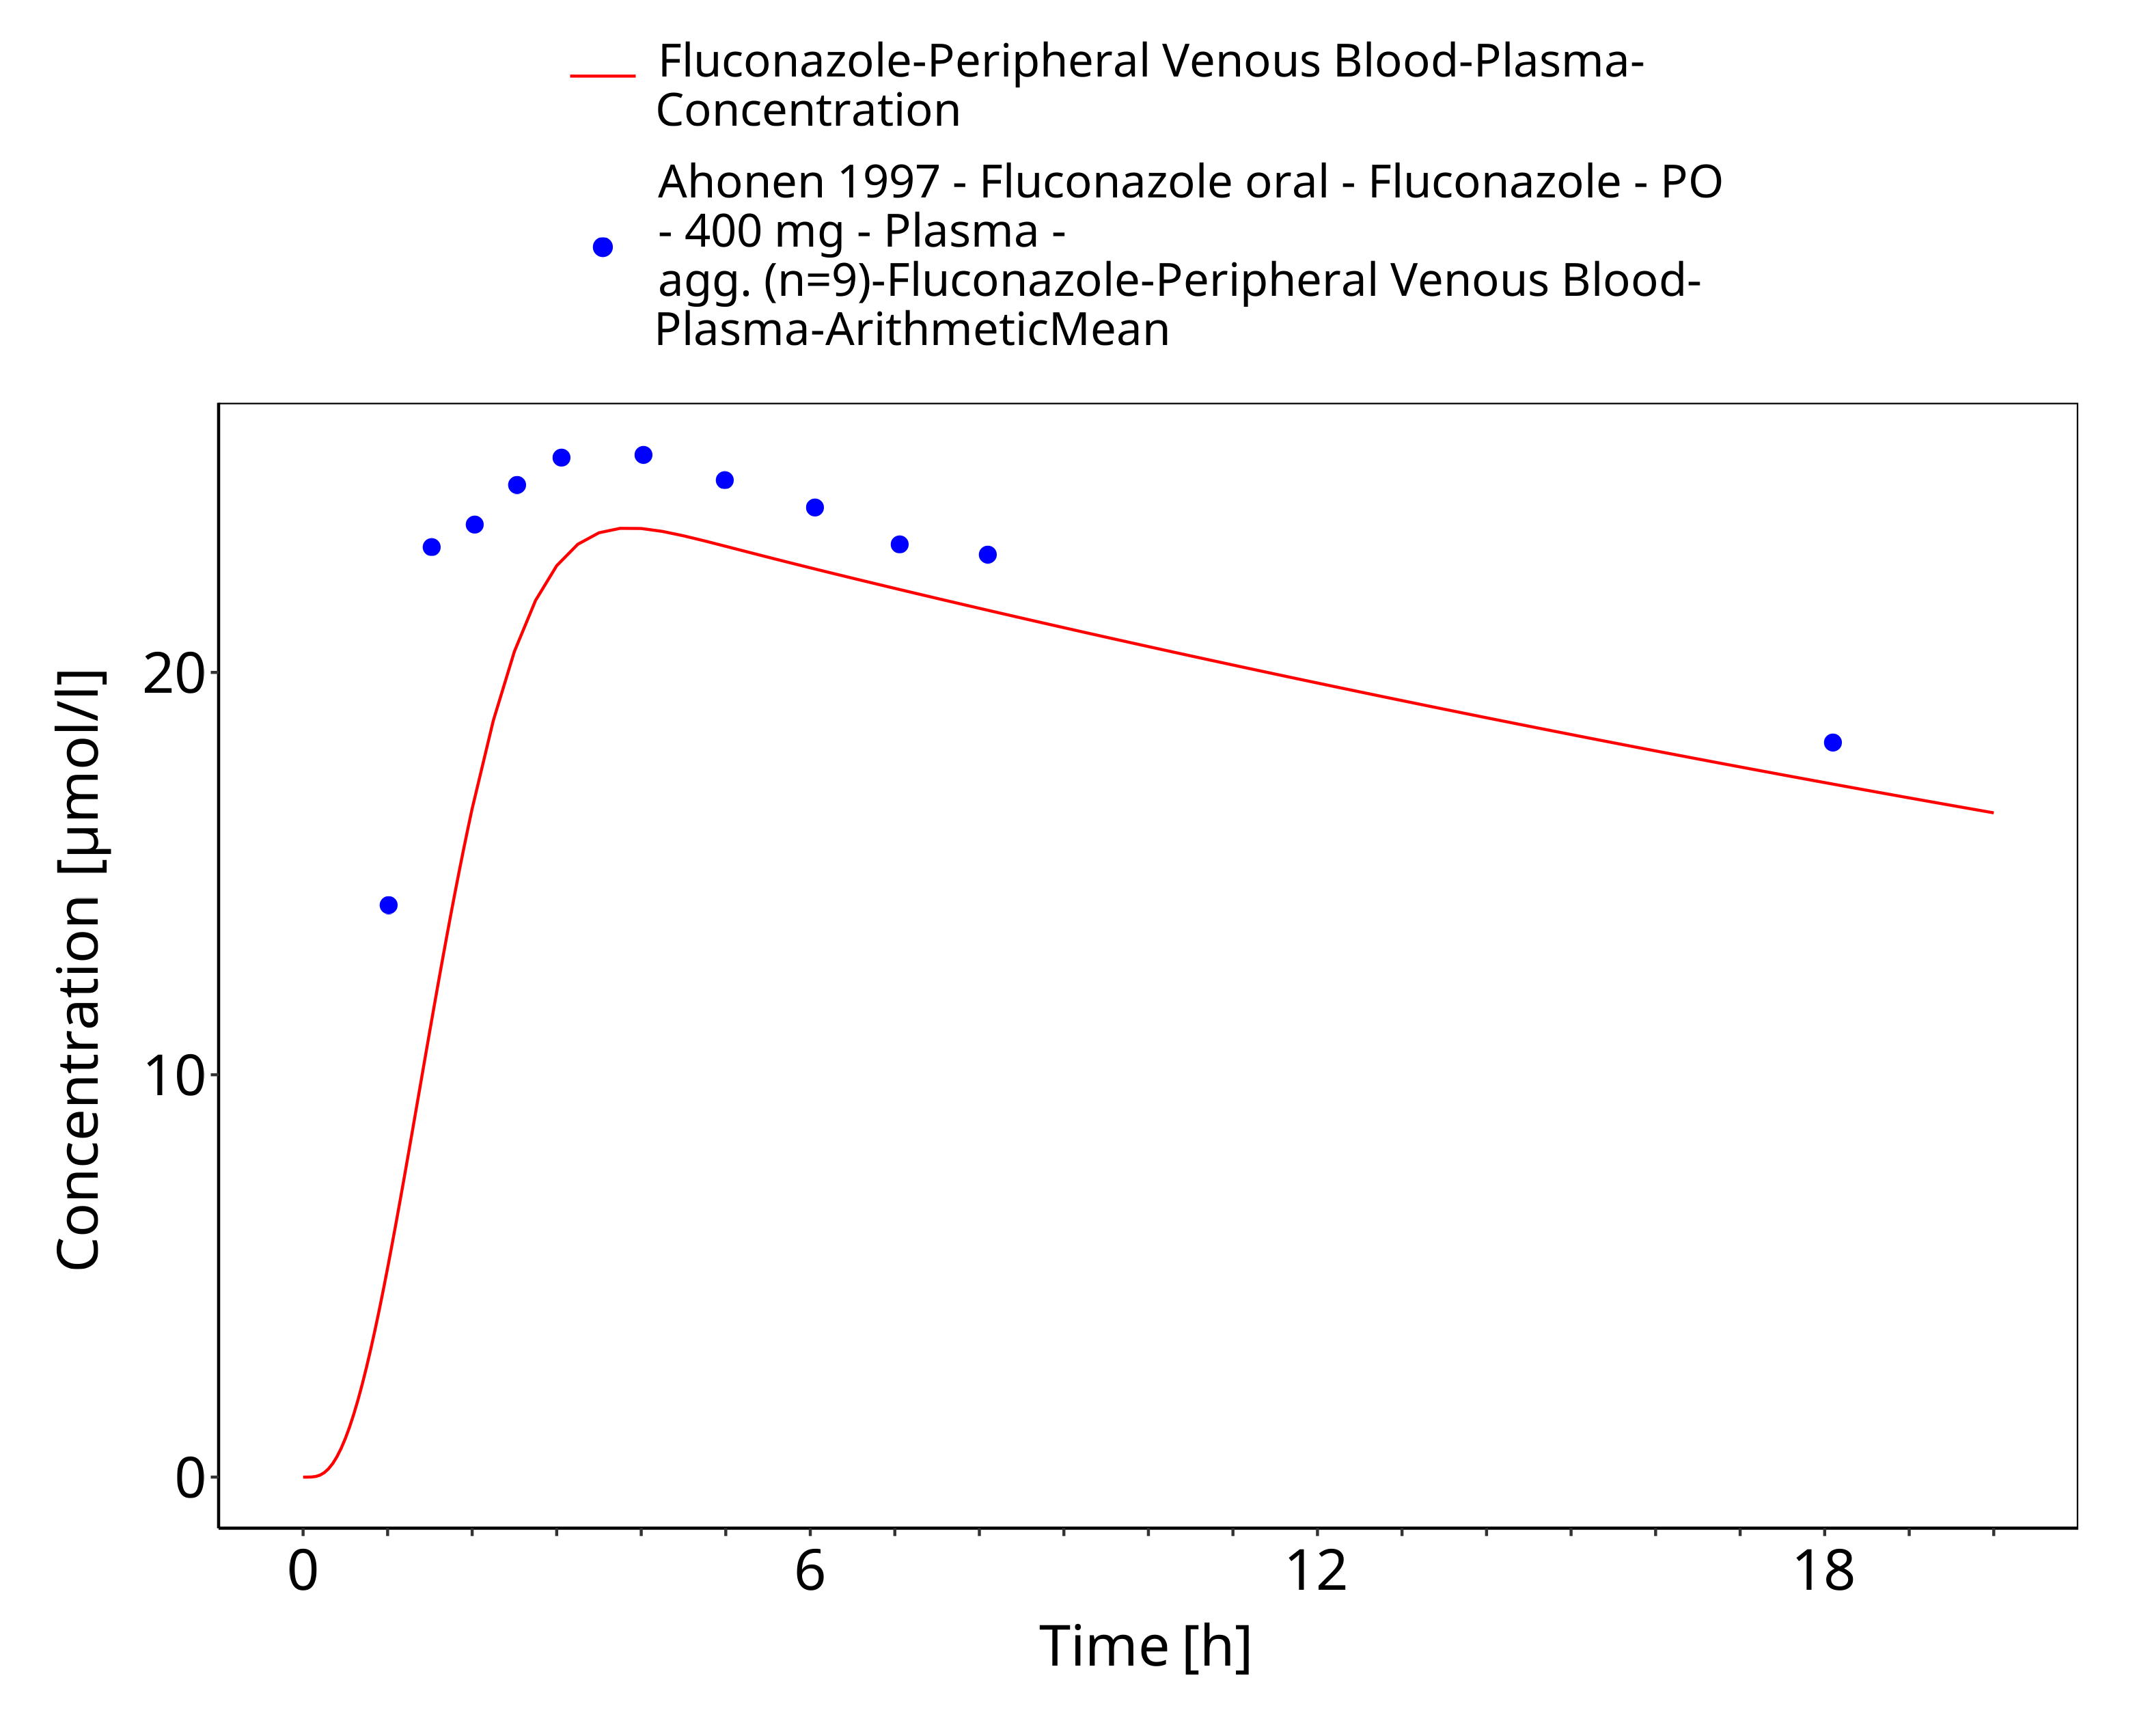 Fluconazole-Peripheral Venous Blood-Plasma-
Concentration
Ahonen 1997 - Fluconazole oral - Fluconazole - PO
- 400 mg - Plasma -
agg. (n=9)-Fluconazole-Peripheral Venous Blood-
Plasma-ArithmeticMean
Concentration [µmol/l]
20
10
0
0
6
12
18
Time [h]